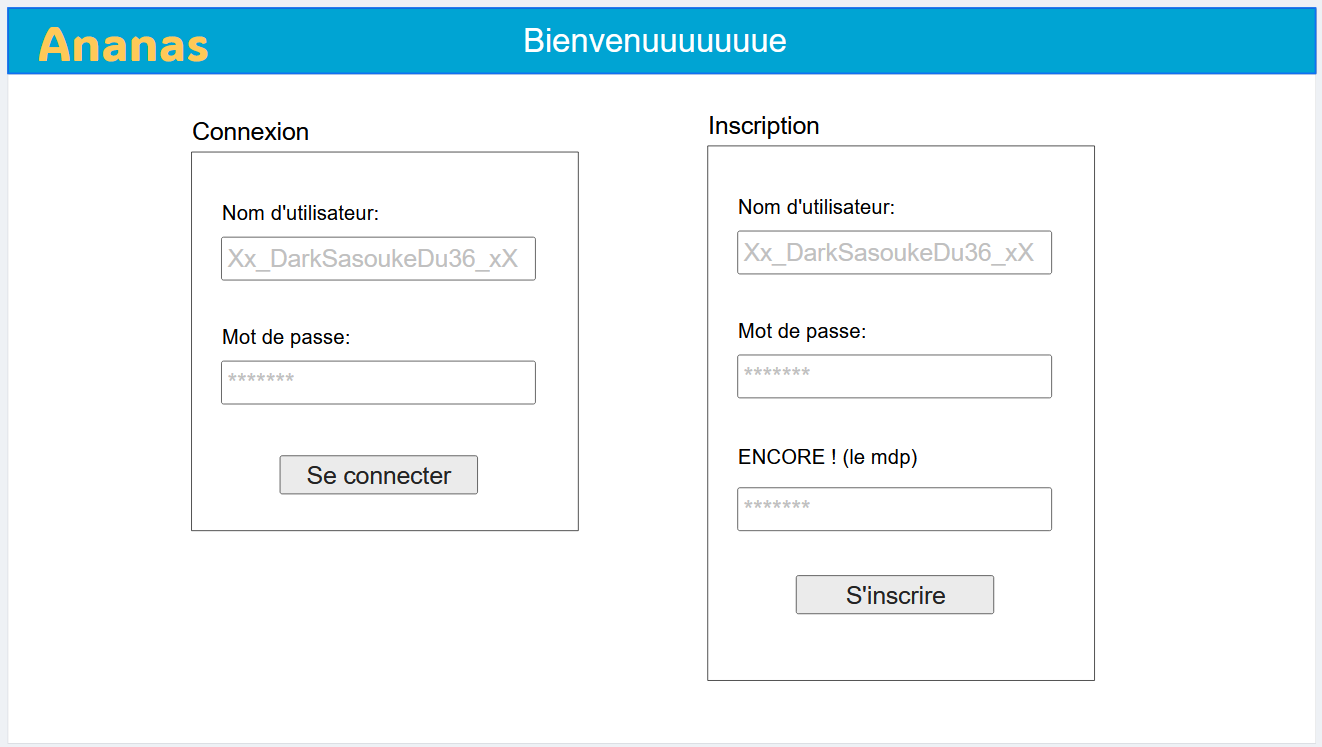 Ananas
Bienvenuuuuuuue
Connexion
Nom d'utilisateur:
Xx_DarkSasoukeDu36_xX
Mot de passe:
*******
Se connecter
Inscription
Nom d'utilisateur:
Xx_DarkSasoukeDu36_xX
Mot de passe:
*******
ENCORE ! (le mdp)
*******
S'inscrire